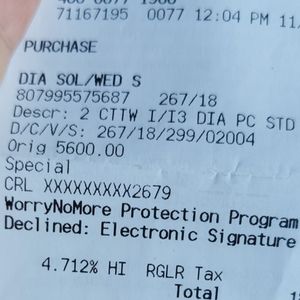 71167195 0077 12:04 PM 11/
PURCHASE
DIA SOL/WED S
807995575687 267/18
Descr: 2 CTTW I/I3 DIA PC STD
D/C/V/S: 267/18/299/02004
Orig 5600.00
Special
CRL XXXXXXXXX2679
WorryNoMore Protection Program
Declined: Electronic Signature
4.712% HI RGLR Tax
Total